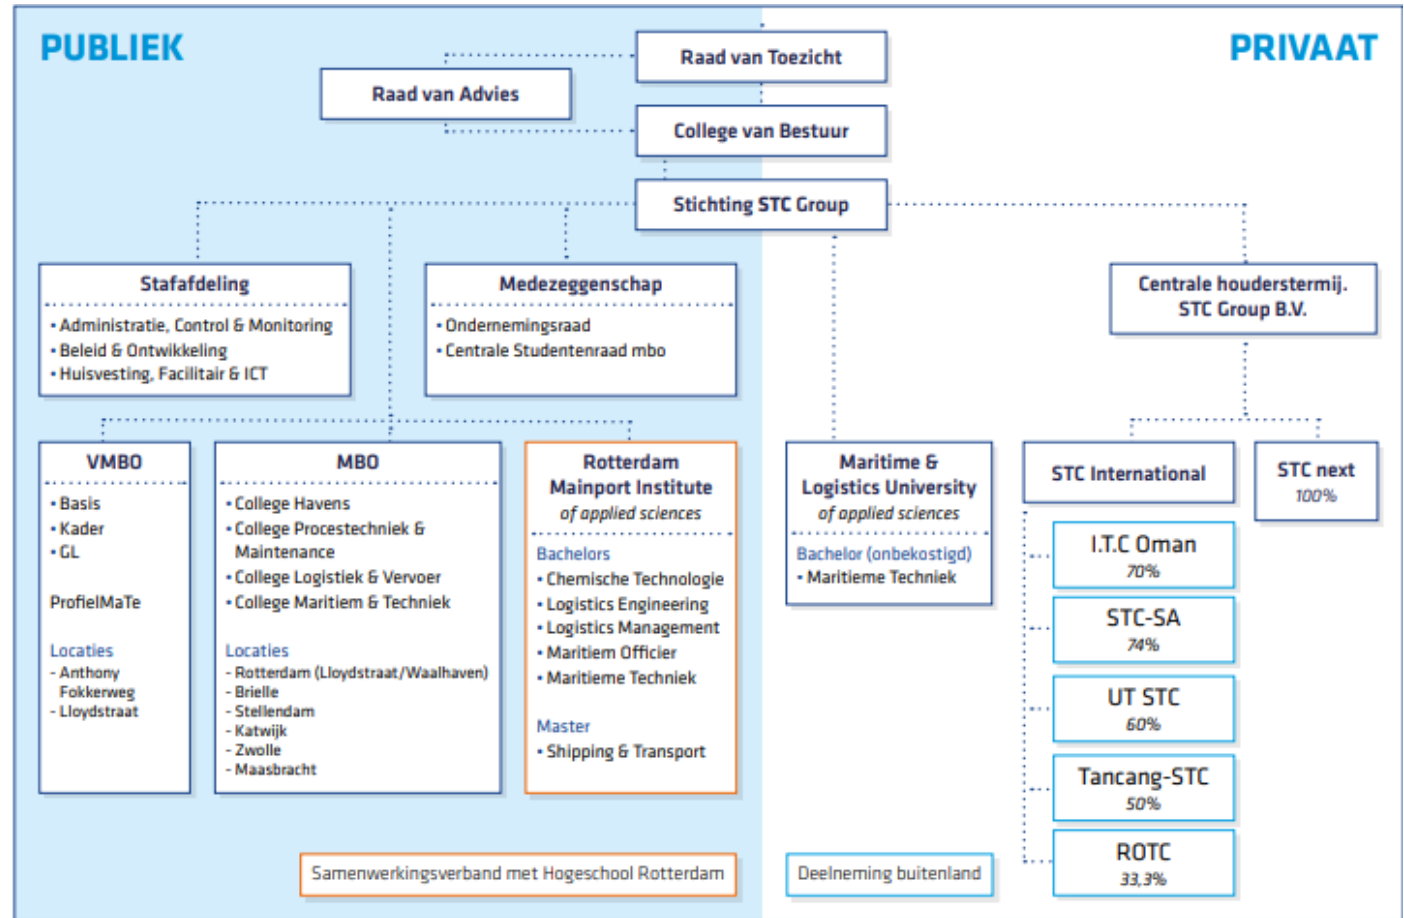 PUBLIEK
PRIVAAT
Raad van Toezicht
Raad van Advies
College van Bestuur
Stichting STC Group
Stafafdeling
• Administratie, Control & Monitoring
• Beleid & Ontwikkeling
• Huisvesting, Facilitair & ICT
Medezeggenschap
• Ondernemingsraad
• Centrale Studentenraad mbo
Centrale houderstermij.
STC Group B.V.
VMBO
• Basis
• Kader
• GL
ProfielMaTe
Locaties
- Anthony
Fokkerweg
- Lloydstraat
MBO
• College Havens
• College Procestechniek &
Maintenance
• College Logistiek & Vervoer
• College Maritiem & Techniek
Locaties
- Rotterdam (Lloydstraat/Waalhaven)
- Brielle
- Stellendam
- Katwijk
- Zwolle
- Maasbracht
Rotterdam
Mainport Institute
of applied sciences
Bachelors
• Chemische Technologie
• Logistics Engineering
• Logistics Management
• Maritiem Officier
• Maritieme Techniek
Master
• Shipping & Transport
Maritime &
Logistics University
of applied sciences
Bachelor (onbekostigd)
• Maritieme Techniek
STC International
I.T.C Oman
70%
STC-SA
74%
UT STC
60%
Tancang-STC
50%
ROTC
33,3%
STC next
100%
Samenwerkingsverband met Hogeschool Rotterdam
Deelneming buitenland